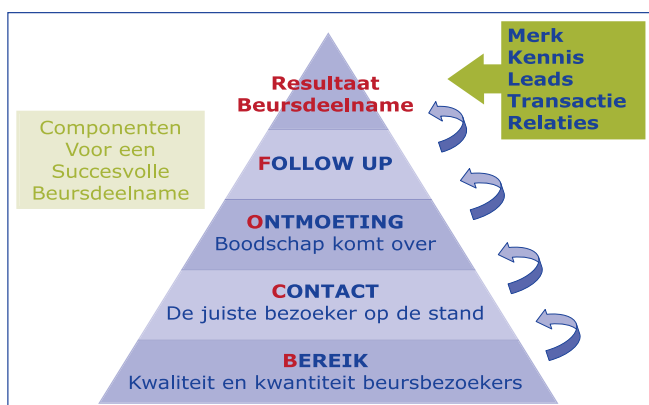 Merk
Kennis
Leads
Transactie
Relaties
Resultaat
Beursdeelname
Componenten
Voor een
Succesvolle
Beursdeelname
FOLLOW UP
ONTMOETING
Boodschap komt over
CONTACT
De juiste bezoeker op de stand
BEREIK
Kwaliteit en kwantiteit beursbezoekers